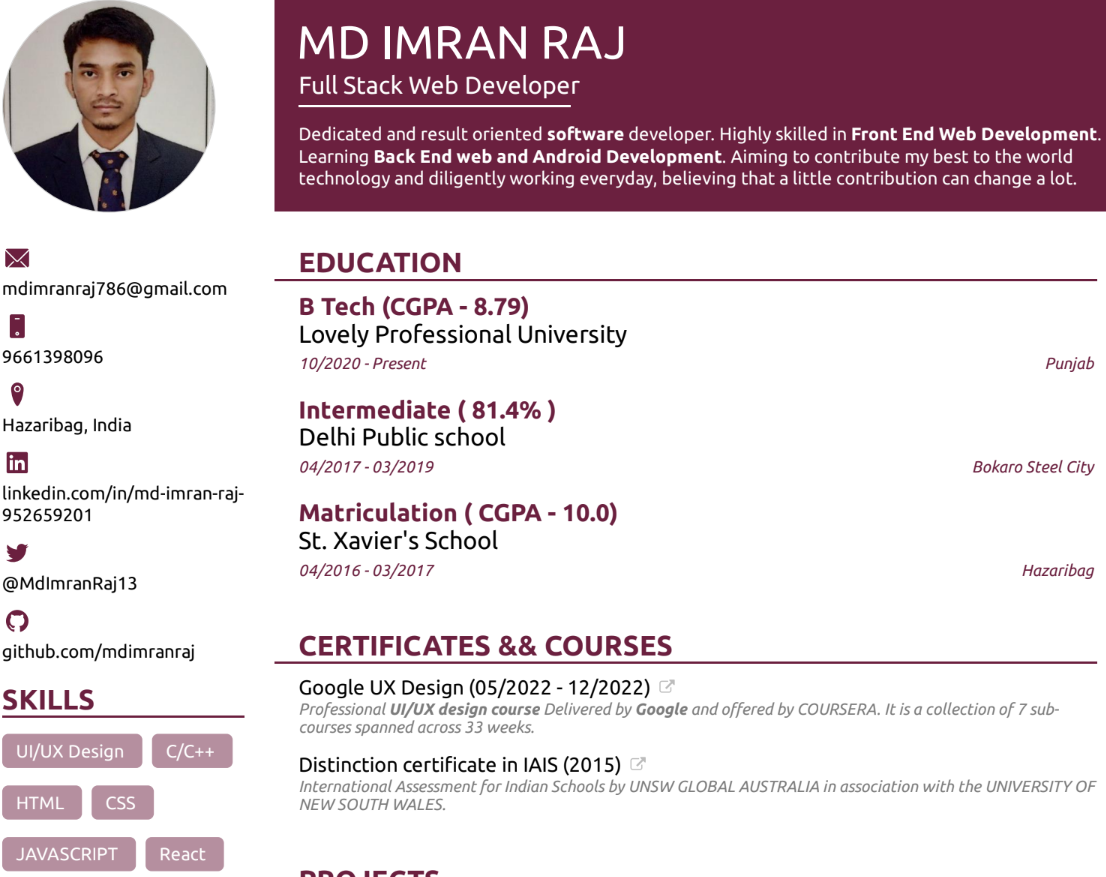 MD IMRAN RAJ
Full Stack Web Developer
Dedicated and result oriented software developer. Highly skilled in Front End Web Development.
Learning Back End web and Android Development. Aiming to contribute my best to the world
technology and diligently working everyday, believing that a little contribution can change a lot.
mdimranraj786@gmail.com
9661398096
Hazaribag, India
linkedin.com/in/md-imran-raj-
952659201
@MdImranRaj13
github.com/mdimranraj
SKILLS
UI/UX Design C/C++
HTML CSS
JAVASCRIPT React
EDUCATION
B Tech (CGPA - 8.79)
Lovely Professional University
10/2020 - Present Punjab
Intermediate ( 81.4% )
Delhi Public school
04/2017 - 03/2019 Bokaro Steel City
Matriculation ( CGPA - 10.0)
St. Xavier's School
04/2016 - 03/2017 Hazaribag
CERTIFICATES && COURSES
Google UX Design (05/2022 - 12/2022)
Professional UI/UX design course Delivered by Google and offered by COURSERA. It is a collection of 7 sub-
courses spanned across 33 weeks.
Distinction certificate in IAIS (2015)
International Assessment for Indian Schools by UNSW GLOBAL AUSTRALIA in association with the UNIVERSITY OF
NEW SOUTH WALES.
PROJECTS